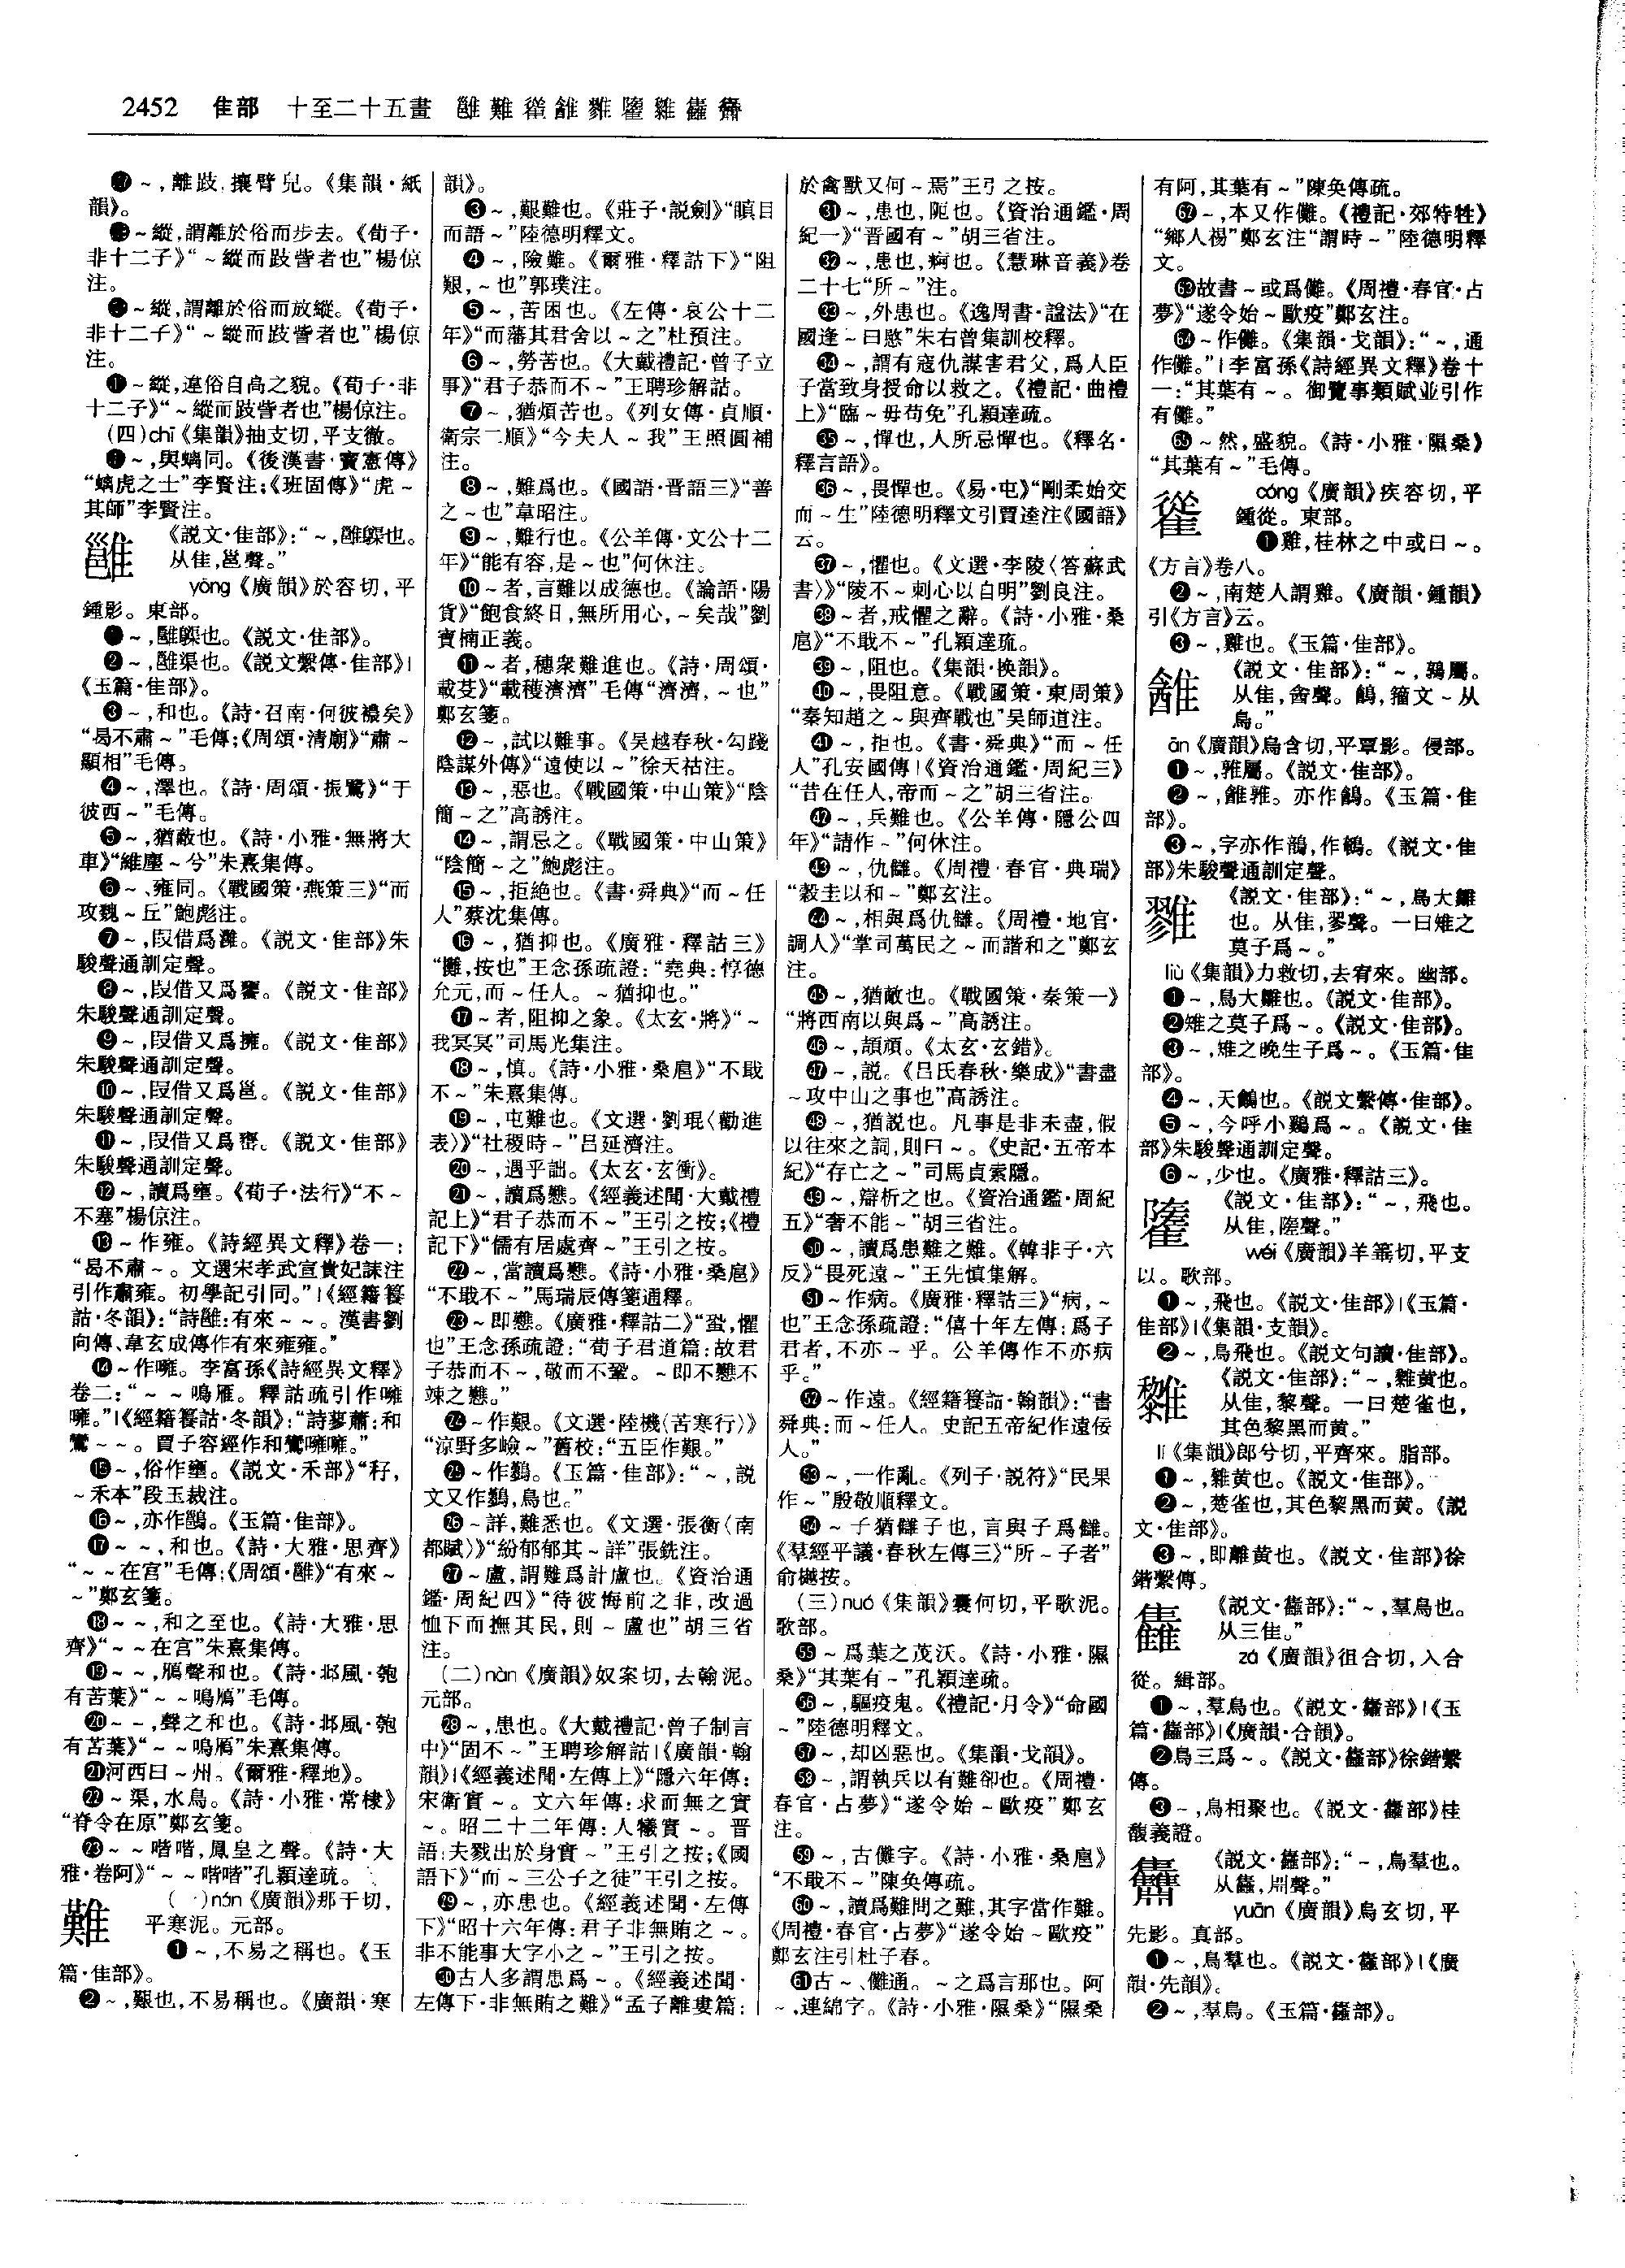 2452 隹部 十至二十五畫 雝難雗雂雡䧹雞雥
❼~,離跂,攘臂皃。《集韻·紙
韻》。
~縱,謂離於俗而步去。《荀子·
非十二子》“~縱而跂訾者也”楊倞
注。
~縱,謂離於俗而放縱。《荀子·
非十二子》“~縱而跂訾者也”楊倞
注。
~縱,違俗自高之貌。《荀子·非
十二子》“~縱而跂訾者也”楊倞注。
(四)chī《集韻》抽支切,平支徹。
~,與螭同。《後漢書·竇憲傳》
“螭虎之士”李賢注;《班固傳》“虎~
其師”李賢注。
雝
《説文·隹部》:“~,雝𪆫也。
从隹,邕聲。”
yōng《廣韻》於容切,平
鍾影。東部。
❶~,雝𪆫也。《説文·隹部》。
❷~,雝渠也。《説文繫傳·隹部》|
《玉篇·隹部》。
❸~,和也。《詩·召南·何彼襛矣》
“曷不肅~”毛傳;《周頌·清廟》“肅~
顯相”毛傳。
❹~,澤也。《詩·周頌·振鷺》“于
彼西~”毛傳。
❺~,猶蔽也。《詩·小雅·無將大
車》“維塵~兮”朱熹集傳。
❻~、雍同。《戰國策·燕策三》“而
攻魏~丘”鮑彪注。
❼~,叚借爲灉。《説文·隹部》朱
駿聲通訓定聲。
❽~,叚借又爲饔。《説文·隹部》
朱駿聲通訓定聲。
❾~,叚借又爲擁。《説文·隹部》
朱駿聲通訓定聲。
❿~,叚借又爲邕。《説文·隹部》
朱駿聲通訓定聲。
⓫~,叚借又爲廱。《説文·隹部》
朱駿聲通訓定聲。
⓬~,讀爲壅。《荀子·法行》“不~
不塞”楊倞注。
⓭~作雍。《詩經異文釋》卷一:
“曷不肅~。文選宋孝武宣貴妃誄注
引作肅雍。初學記引同。”|《經籍籑
詁·冬韻》:“詩雝:有來~~。漢書劉
向傳、韋玄成傳作有來雍雍。”
⓮~作噰。李富孫《詩經異文釋》
卷二:“~~鳴雁。釋詁疏引作噰
噰。”|《經籍籑詁·冬韻》:“詩蓼蕭:和
鸞~~。賈子容經作和鸞噰噰。”
⓯~,俗作壅。《説文·禾部》“秄,
~禾本”段玉裁注。
⓰~,亦作鷛。《玉篇·隹部》。
⓱~~,和也。《詩·大雅·思齊》
“~~在宫”毛傳;《周頌·雝》“有來~
~”鄭玄箋。
⓲~~,和之至也。《詩·大雅·思
齊》“~~在宫”朱熹集傳。
⓳~~,鴈聲和也。《詩·邶風·匏
有苦葉》“~~鳴鴈”毛傳。
⓴~~,聲之和也。《詩·邶風·匏
有苦葉》“~~鳴鴈”朱熹集傳。
㉑河西曰~州。《爾雅·釋地》。
㉒~渠,水鳥。《詩·小雅·常棣》
“脊令在原”鄭玄箋。
㉓~~喈喈,鳳皇之聲。《詩·大
雅·卷阿》“~~喈喈”孔穎達疏。
難
(一)nán《廣韻》那干切,
平寒泥。元部。
❶~,不易之稱也。《玉
篇·隹部》。
❷~,艱也,不易稱也。《廣韻·寒
韻》。
❸~,艱難也。《莊子·説劍》“瞋目
而語~”陸德明釋文。
❹~,險難。《爾雅·釋詁下》“阻
艱,~也”郭璞注。
❺~,苦困也。《左傳·哀公十二
年》“而藩其君舍以~之”杜預注。
❻~,勞苦也。《大戴禮記·曾子立
事》“君子恭而不~”王聘珍解詁。
❼~,猶煩苦也。《列女傳·貞順·
衛宗二順》“今夫人~我”王照圓補
注。
❽~,難爲也。《國語·晋語三》“善
之~也”韋昭注。
❾~,難行也。《公羊傳·文公十二
年》“能有容,是~也”何休注。
❿~者,言難以成德也。《論語·陽
貨》“飽食終日,無所用心,~矣哉”劉
寶楠正義。
⓫~者,穗衆難進也。《詩·周頌·
載芟》“載穫濟濟”毛傳“濟濟,~也”
鄭玄箋。
⓬~,試以難事。《吴越春秋·勾踐
陰謀外傳》“遠使以~”徐天祜注。
⓭~,惡也。《戰國策·中山策》“陰
簡~之”高誘注。
⓮~,謂忌之。《戰國策·中山策》
“陰簡~之”鮑彪注。
⓯~,拒絶也。《書·舜典》“而~任
人”蔡沈集傳。
⓰~,猶抑也。《廣雅·釋詁三》
“攤,按也”王念孫疏證:“堯典:惇德
允元,而~任人。~猶抑也。”
⓱~者,阻抑之象。《太玄·將》“~
我冥冥”司馬光集注。
⓲~,慎。《詩·小雅·桑扈》“不戢
不~”朱熹集傳。
⓳~,屯難也。《文選·劉琨〈勸進
表〉》“社稷時~”吕延濟注。
⓴~,遇乎詘。《太玄·玄衝》。
㉑~,讀爲戁。《經義述聞·大戴禮
記上》“君子恭而不~”王引之按;《禮
記下》“儒有居處齊~”王引之按。
㉒~,當讀爲戁。《詩·小雅·桑扈》
“不戢不~”馬瑞辰傳箋通釋。
㉓~即戁。《廣雅·釋詁二》“蛩,懼
也”王念孫疏證:“荀子君道篇:故君
子恭而不~,敬而不鞏。~即不戁不
竦之戁。”
㉔~作艱。《文選·陸機〈苦寒行〉》
“涼野多嶮~”舊校:“五臣作艱。”
㉕~作鸛。《玉篇·隹部》:“~,説
文又作鸛,鳥也。”
㉖~詳,難悉也。《文選·張衡〈南
都賦〉》“紛郁郁其~詳”張銑注。
㉗~盧,謂難爲計慮也。《資治通
鑑·周紀四》“待彼悔前之非,改過
恤下而撫其民,則~盧也”胡三省
注。
(二)nàn《廣韻》奴案切,去翰泥。
元部。
㉘~,患也。《大戴禮記·曾子制言
中》“固不~”王聘珍解詁|《廣韻·翰
韻》|《經義述聞·左傳上》“隱六年傳:
宋衛實~。文六年傳:求而無之實
~。昭二十二年傳:人犧實~。晋
語:夫戮出於身實~”王引之按;《國
語下》“而~三公子之徒”王引之按。
㉙~,亦患也。《經義述聞·左傳
下》“昭十六年傳:君子非無賄之~。
非不能事大字小之~”王引之按。
㉚古人多謂患爲~。《經義述聞·
左傳下·非無賄之難》“孟子離婁篇:
於禽獸又何~焉”王引之按。
㉛~,患也,阨也。《資治通鑑·周
紀一》“晋國有~”胡三省注。
㉜~,患也,痾也。《慧琳音義》卷
二十七“所~”注。
㉝~,外患也。《逸周書·諡法》“在
國逢~曰愍”朱右曾集訓校釋。
㉞~,謂有寇仇謀害君父,爲人臣
子當致身授命以救之。《禮記·曲禮
上》“臨~毋苟免”孔穎達疏。
㉟~,憚也,人所忌憚也。《釋名·
釋言語》。
㊱~,畏憚也。《易·屯》“剛柔始交
而~生”陸德明釋文引賈逵注《國語》
云。
㊲~,懼也。《文選·李陵〈答蘇武
書〉》“陵不~刺心以自明”劉良注。
㊳~者,戒懼之辭。《詩·小雅·桑
扈》“不戢不~”孔穎達疏。
㊴~,阻也。《集韻·换韻》。
㊵~,畏阻意。《戰國策·東周策》
“秦知趙之~與齊戰也”吴師道注。
㊶~,拒也。《書·舜典》“而~任
人”孔安國傳|《資治通鑑·周紀三》
“昔在任人,帝而~之”胡三省注。
㊷~,兵難也。《公羊傳·隱公四
年》“請作~”何休注。
㊸~,仇讎。《周禮·春官·典瑞》
“穀圭以和~”鄭玄注。
㊹~,相與爲仇讎。《周禮·地官·
調人》“掌司萬民之~而諧和之”鄭玄
注。
㊺~,猶敵也。《戰國策·秦策一》
“將西南以與爲~”高誘注。
㊻~,頡頏。《太玄·玄錯》。
㊼~,説。《吕氏春秋·樂成》“書盡
~攻中山之事也”高誘注。
㊽~,猶説也。凡事是非未盡,假
以往來之詞,則曰~。《史記·五帝本
紀》“存亡之~”司馬貞索隱。
㊾~,辯析之也。《資治通鑑·周紀
五》“奢不能~”胡三省注。
㊿~,讀爲患難之難。《韓非子·六
反》“畏死遠~”王先慎集解。
51~作病。《廣雅·釋詁三》“病,~
也”王念孫疏證:“僖十年左傳:爲子
君者,不亦~乎。公羊傳作不亦病
乎。”
52~作遠。《經籍籑詁·翰韻》:“書
舜典:而~任人。史記五帝紀作遠佞
人。”
53~,一作亂。《列子·説符》“民果
作~”殷敬順釋文。
54~子猶讎子也,言與子爲讎。
《羣經平議·春秋左傳三》“所~子者”
俞樾按。
(三)nuó《集韻》囊何切,平歌泥。
歌部。
55~爲葉之茂沃。《詩·小雅·隰
桑》“其葉有~”孔穎達疏。
56~,驅疫鬼。《禮記·月令》“命國
~”陸德明釋文。
57~,却凶惡也。《集韻·戈韻》。
58~,謂執兵以有難卻也。《周禮·
春官·占夢》“遂令始~歐疫”鄭玄
注。
59~,古儺字。《詩·小雅·桑扈》
“不戢不~”陳奂傳疏。
60~,讀爲難問之難,其字當作難。
《周禮·春官·占夢》“遂令始~歐疫”
鄭玄注引杜子春。
61古~、儺通。~之爲言那也。阿
~,連綿字。《詩·小雅·隰桑》“隰桑
有阿,其葉有~”陳奂傳疏。
62~,本又作儺。《禮記·郊特牲》
“鄉人禓”鄭玄注“謂時~”陸德明釋
文。
63故書~或爲儺。《周禮·春官·占
夢》“遂令始~歐疫”鄭玄注。
64~作儺。《集韻·戈韻》:“~,通
作儺。”|李富孫《詩經異文釋》卷十
一:“其葉有~。御覽事類賦並引作
有儺。”
65~然,盛貌。《詩·小雅·隰桑》
“其葉有~”毛傳。
cóng《廣韻》疾容切,平
鍾從。東部。
❶雞,桂林之中或曰~。
《方言》卷八。
❷~,南楚人謂雞。《廣韻·鍾韻》
引《方言》云。
❸~,雞也。《玉篇·隹部》。
《説文·隹部》:“~,鶉屬。
从隹,酓聲。鶕,籀文~从
鳥。”
ān《廣韻》烏含切,平覃影。侵部。
❶~,雓屬。《説文·隹部》。
❷~,䧹鶉。亦作鶕。《玉篇·隹
部》。
❸~,字亦作鵪,作鶕。《説文·隹
部》朱駿聲通訓定聲。
雡
《説文·隹部》:“~,鳥大雛
也。从隹,翏聲。一曰雉之
莫子爲~。”
liù《集韻》力救切,去宥來。幽部。
❶~,鳥大雛也。《説文·隹部》。
❷雉之莫子爲~。《説文·隹部》。
❸~,雉之晚生子爲~。《玉篇·隹
部》。
❹~,天鸙也。《説文繫傳·隹部》。
❺~,今呼小鷄爲~。《説文·隹
部》朱駿聲通訓定聲。
❻~,少也。《廣雅·釋詁三》。
《説文·隹部》:“~,飛也。
从隹,陸聲。”
wéi《廣韻》羊箠切,平支
以。歌部。
❶~,飛也。《説文·隹部》|《玉篇·
隹部》|《集韻·支韻》。
❷~,鳥飛也。《説文句讀·隹部》。
《説文·隹部》:“~,雞黄也。
从隹,黎聲。一曰楚雀也,
其色黎黑而黄。”
lí《集韻》郎兮切,平齊來。脂部。
❶~,雞黄也。《説文·隹部》。
❷~,楚雀也,其色黎黑而黄。《説
文·隹部》。
❸~,即離黄也。《説文·隹部》徐
鍇繫傳。
雥
《説文·雥部》:“~,羣鳥也。
从三隹。”
zá《廣韻》徂合切,入合
從。緝部。
❶~,羣鳥也。《説文·雥部》|《玉
篇·雥部》|《廣韻·合韻》。
❷鳥三爲~。《説文·雥部》徐鍇繫
傳。
❸~,鳥相聚也。《説文·雥部》桂
馥義證。
《説文·雥部》:“~,鳥羣也。
从雥,𣶒聲。”
yuān《廣韻》烏玄切,平
先影。真部。
❶~,鳥羣也。《説文·雥部》|《廣
韻·先韻》。
❷~,羣鳥。《玉篇·雥部》。